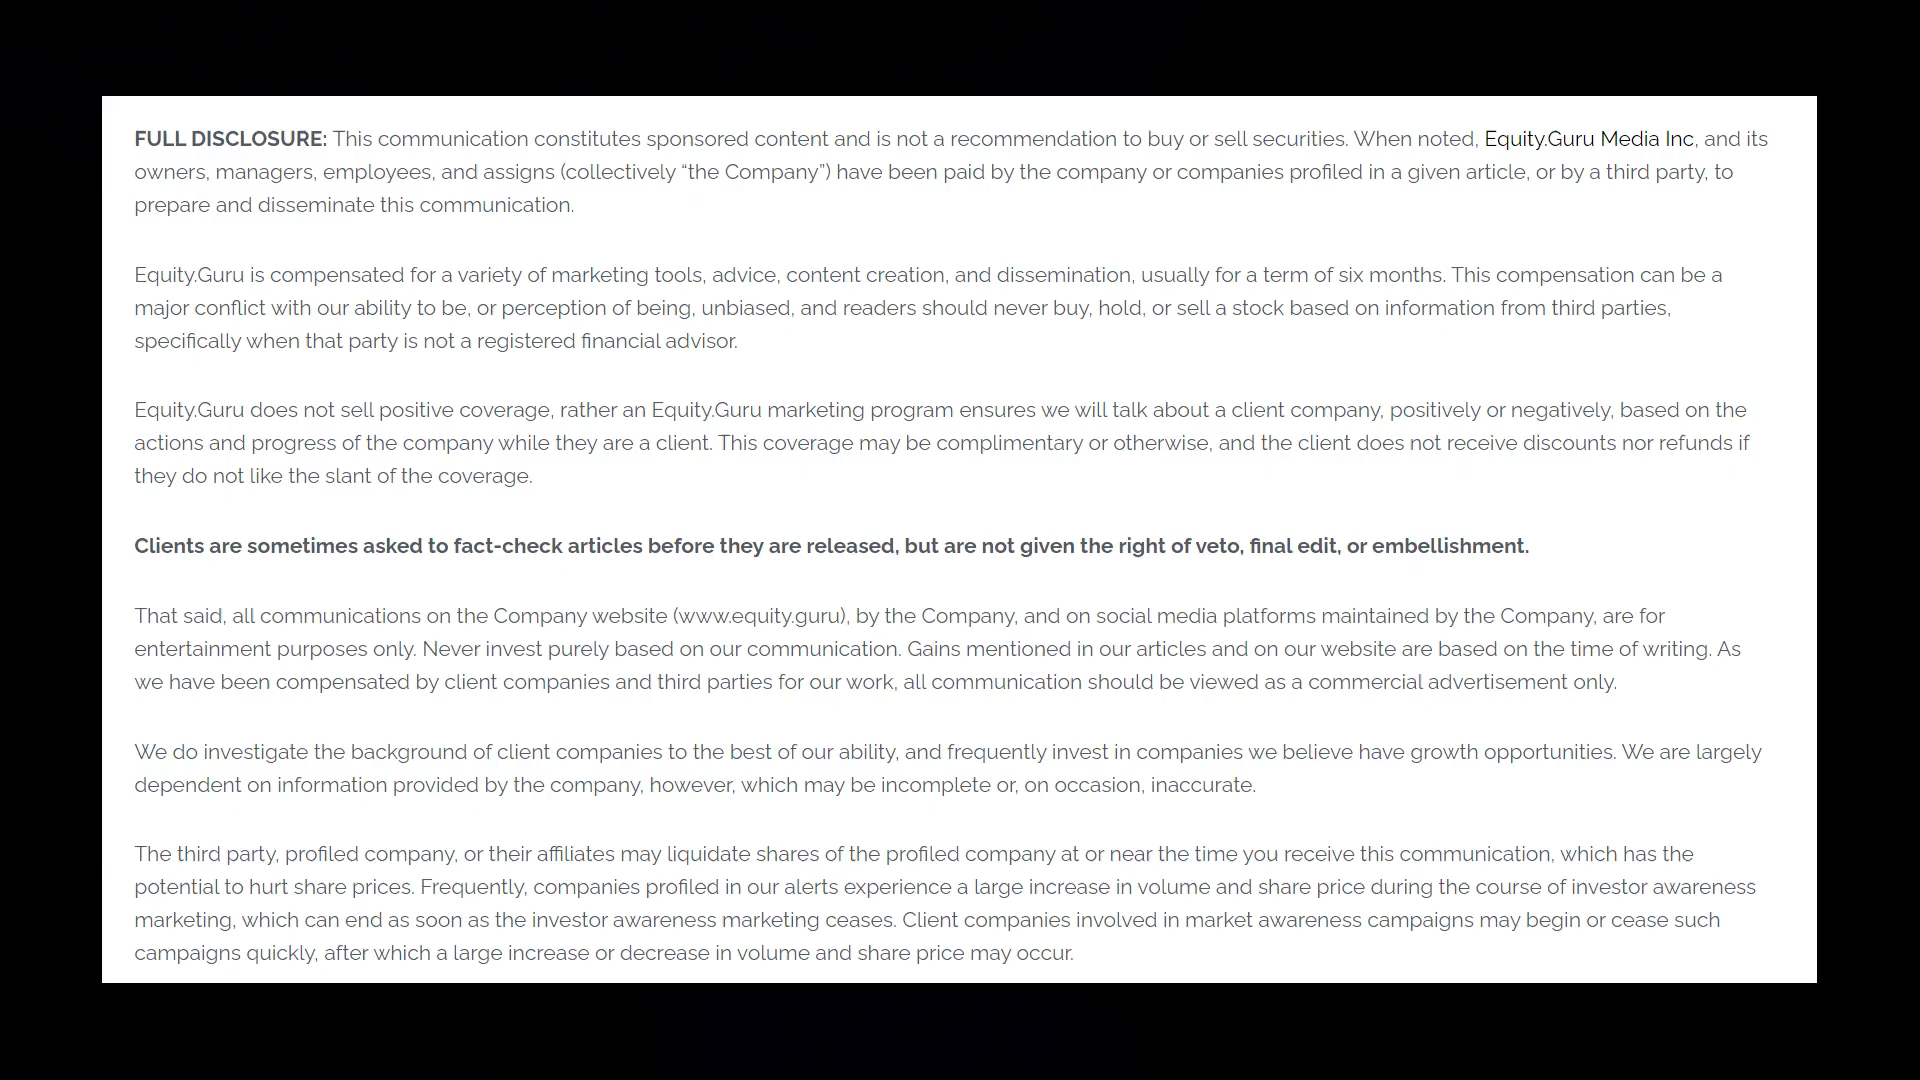 FULL DISCLOSURE: This communication constitutes sponsored content and is not a recommendation to buy or sell securities. When noted, Equity.Guru Media Inc, and its
owners, managers, employees, and assigns (collectively “the Company”) have been paid by the company or companies profiled in a given article, or by a third party, to
prepare and disseminate this communication.
Equity.Guru is compensated for a variety of marketing tools, advice, content creation, and dissemination, usually for a term of six months. This compensation can be a
major conflict with our ability to be, or perception of being, unbiased, and readers should never buy, hold, or sell a stock based on information from third parties,
specifically when that party is not a registered financial advisor.
Equity.Guru does not sell positive coverage, rather an Equity.Guru marketing program ensures we will talk about a client company, positively or negatively, based on the
actions and progress of the company while they are a client. This coverage may be complimentary or otherwise, and the client does not receive discounts nor refunds if
they do not like the slant of the coverage.
Clients are sometimes asked to fact-check articles before they are released, but are not given the right of veto, final edit, or embellishment.
That said, all communications on the Company website (www.equity.guru), by the Company, and on social media platforms maintained by the Company, are for
entertainment purposes only. Never invest purely based on our communication. Gains mentioned in our articles and on our website are based on the time of writing. As
we have been compensated by client companies and third parties for our work, all communication should be viewed as a commercial advertisement only.
We do investigate the background of client companies to the best of our ability, and frequently invest in companies we believe have growth opportunities. We are largely
dependent on information provided by the company, however, which may be incomplete or, on occasion, inaccurate.
The third party, profiled company, or their affiliates may liquidate shares of the profiled company at or near the time you receive this communication, which has the
potential to hurt share prices. Frequently, companies profiled in our alerts experience a large increase in volume and share price during the course of investor awareness
marketing, which can end as soon as the investor awareness marketing ceases. Client companies involved in market awareness campaigns may begin or cease such
campaigns quickly, after which a large increase or decrease in volume and share price may occur.